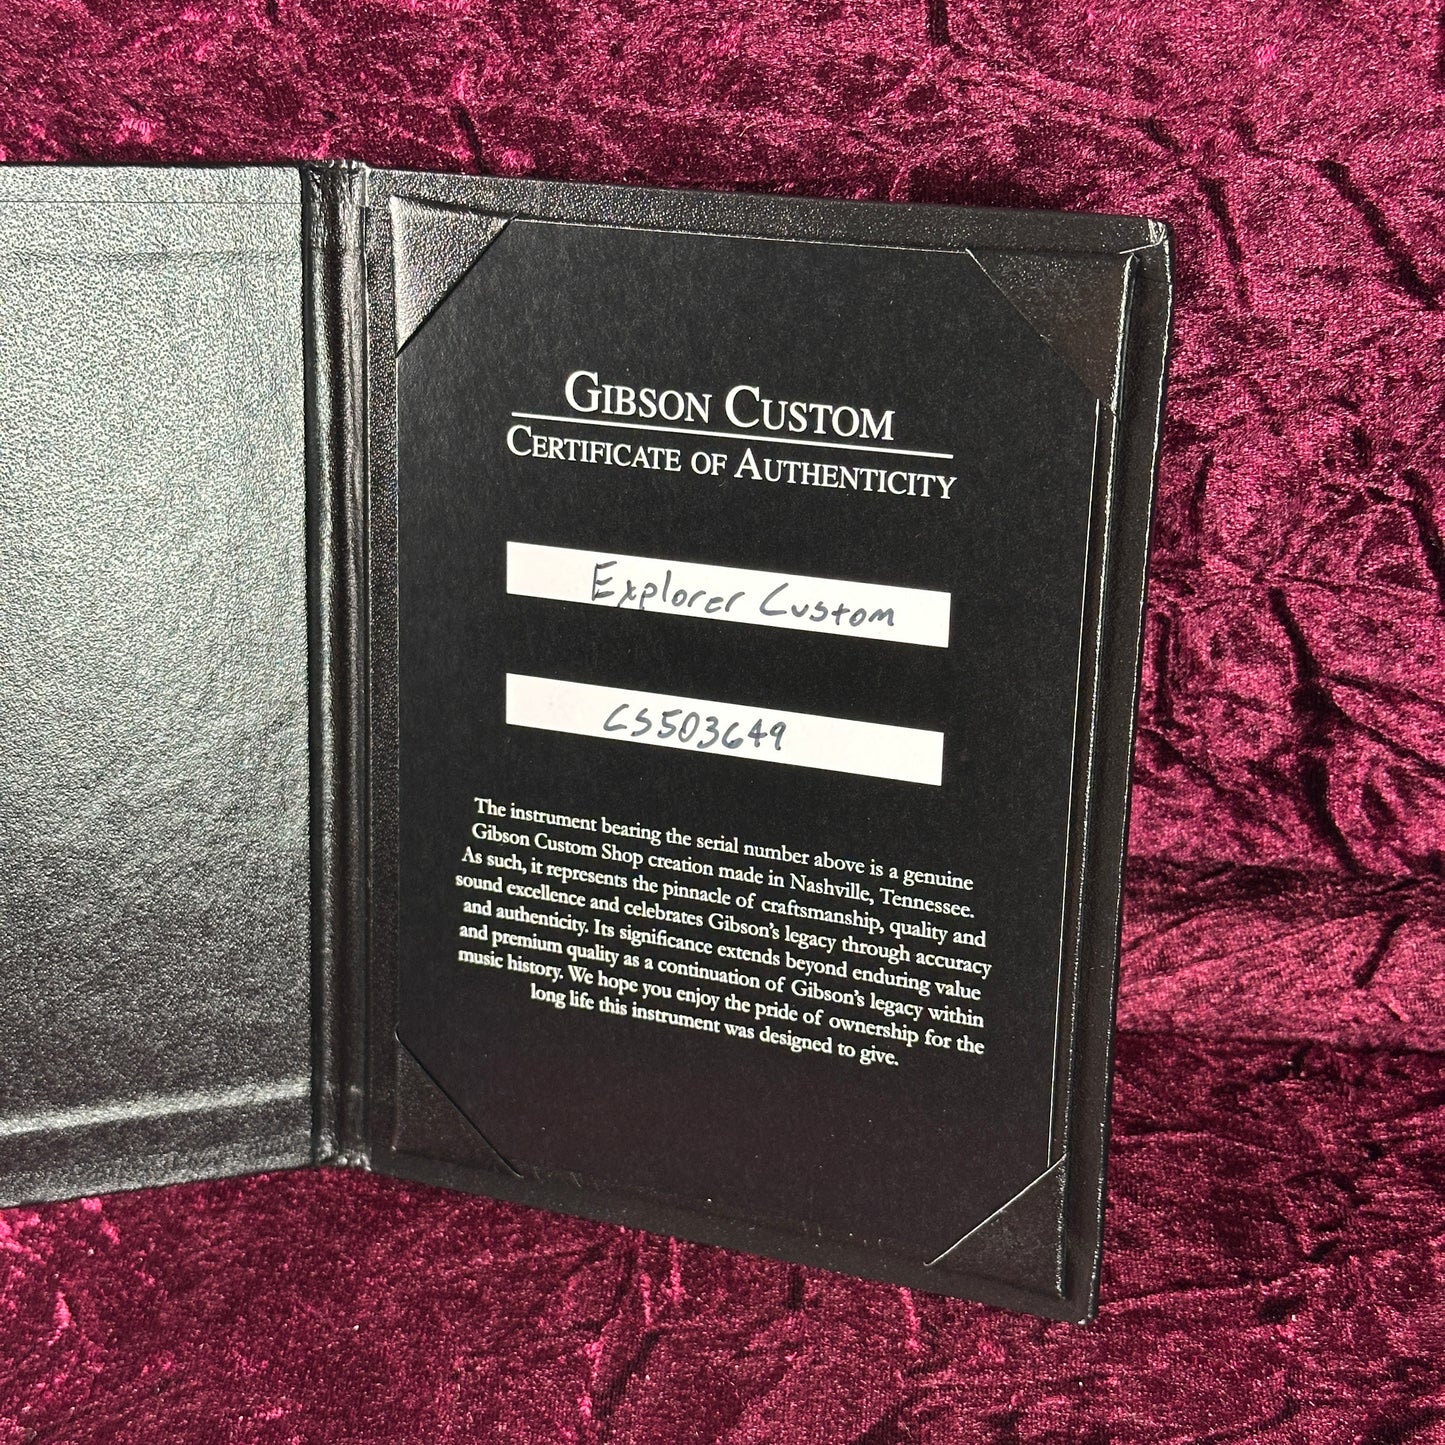 GIBSON CUSTOM
CERTIFICATE OF AUTHENTICITY
Explorer Custom
CS503649
The instrument bearing the serial number above is a genuine
Gibson Custom Shop creation made in Nashville, Tennessee.
As such, it represents the pinnacle of craftsmanship, quality and
sound excellence and celebrates Gibson's legacy through accuracy
and authenticity. Its significance extends beyond enduring value
and premium quality as a continuation of Gibson's legacy within
music history. We hope you enjoy the pride of ownership for the
long life this instrument was designed to give.